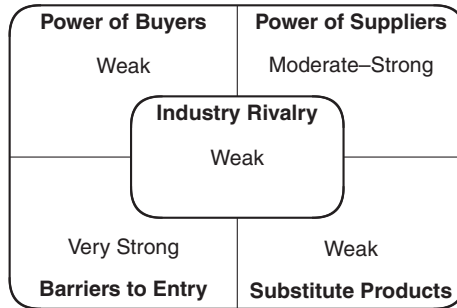 Power of Buyers
Weak
Power of Suppliers
Moderate–Strong
Industry Rivalry
Weak
Very Strong
Barriers to Entry
Weak
Substitute Products